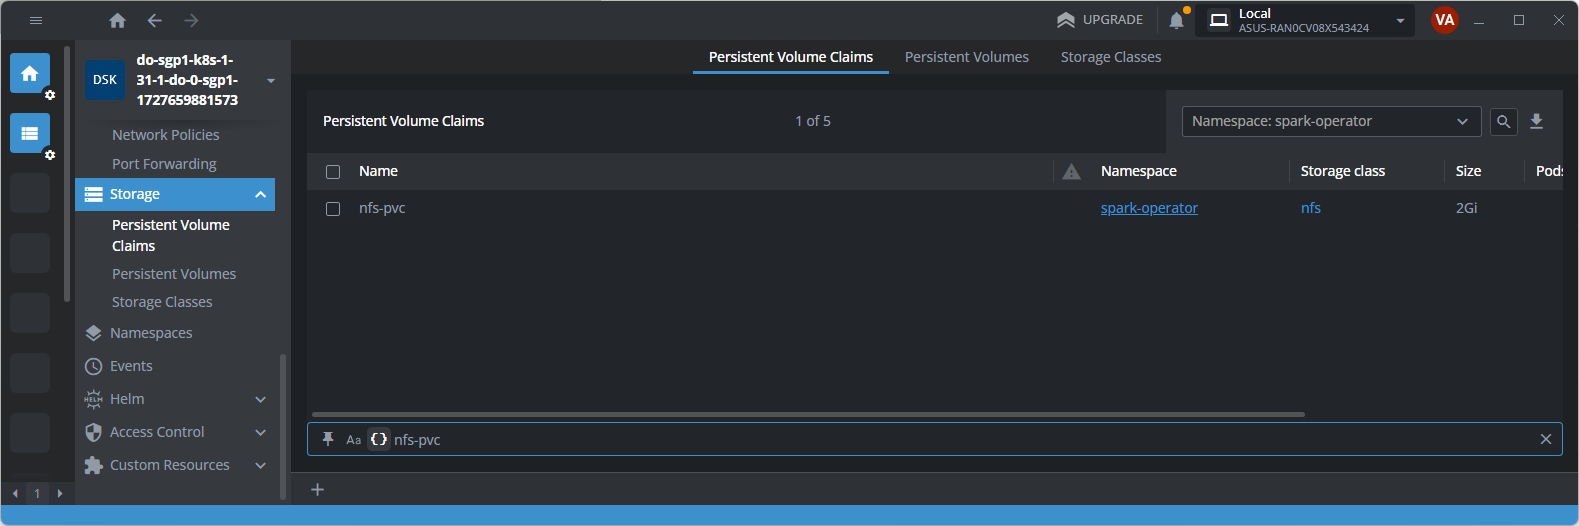 UPGRADE
Local
ASUS-RAN0CV08X543424
VA
DSK
do-sgp1-k8s-1-
31-1-do-0-sgp1-
1727659881573
Network Policies
Port Forwarding
Storage
Persistent Volume
Claims
Persistent Volumes
Storage Classes
Namespaces
Events
HELM
Helm
Access Control
Custom Resources
1
Persistent Volume Claims
Persistent Volumes
Storage Classes
Persistent Volume Claims
1 of 5
Namespace: spark-operator
Name
Namespace
Storage class
Size
Pods
nfs-pvc
spark-operator
nfs
2Gi
Aa
{}
nfs-pvc